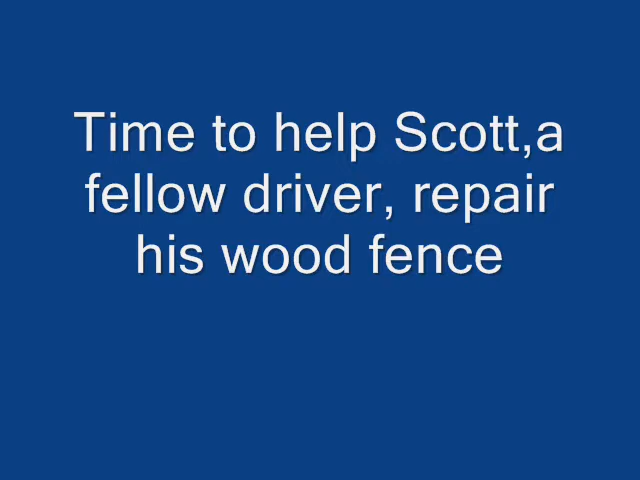 Time to help Scott,a
fellow driver, repair
his wood fence